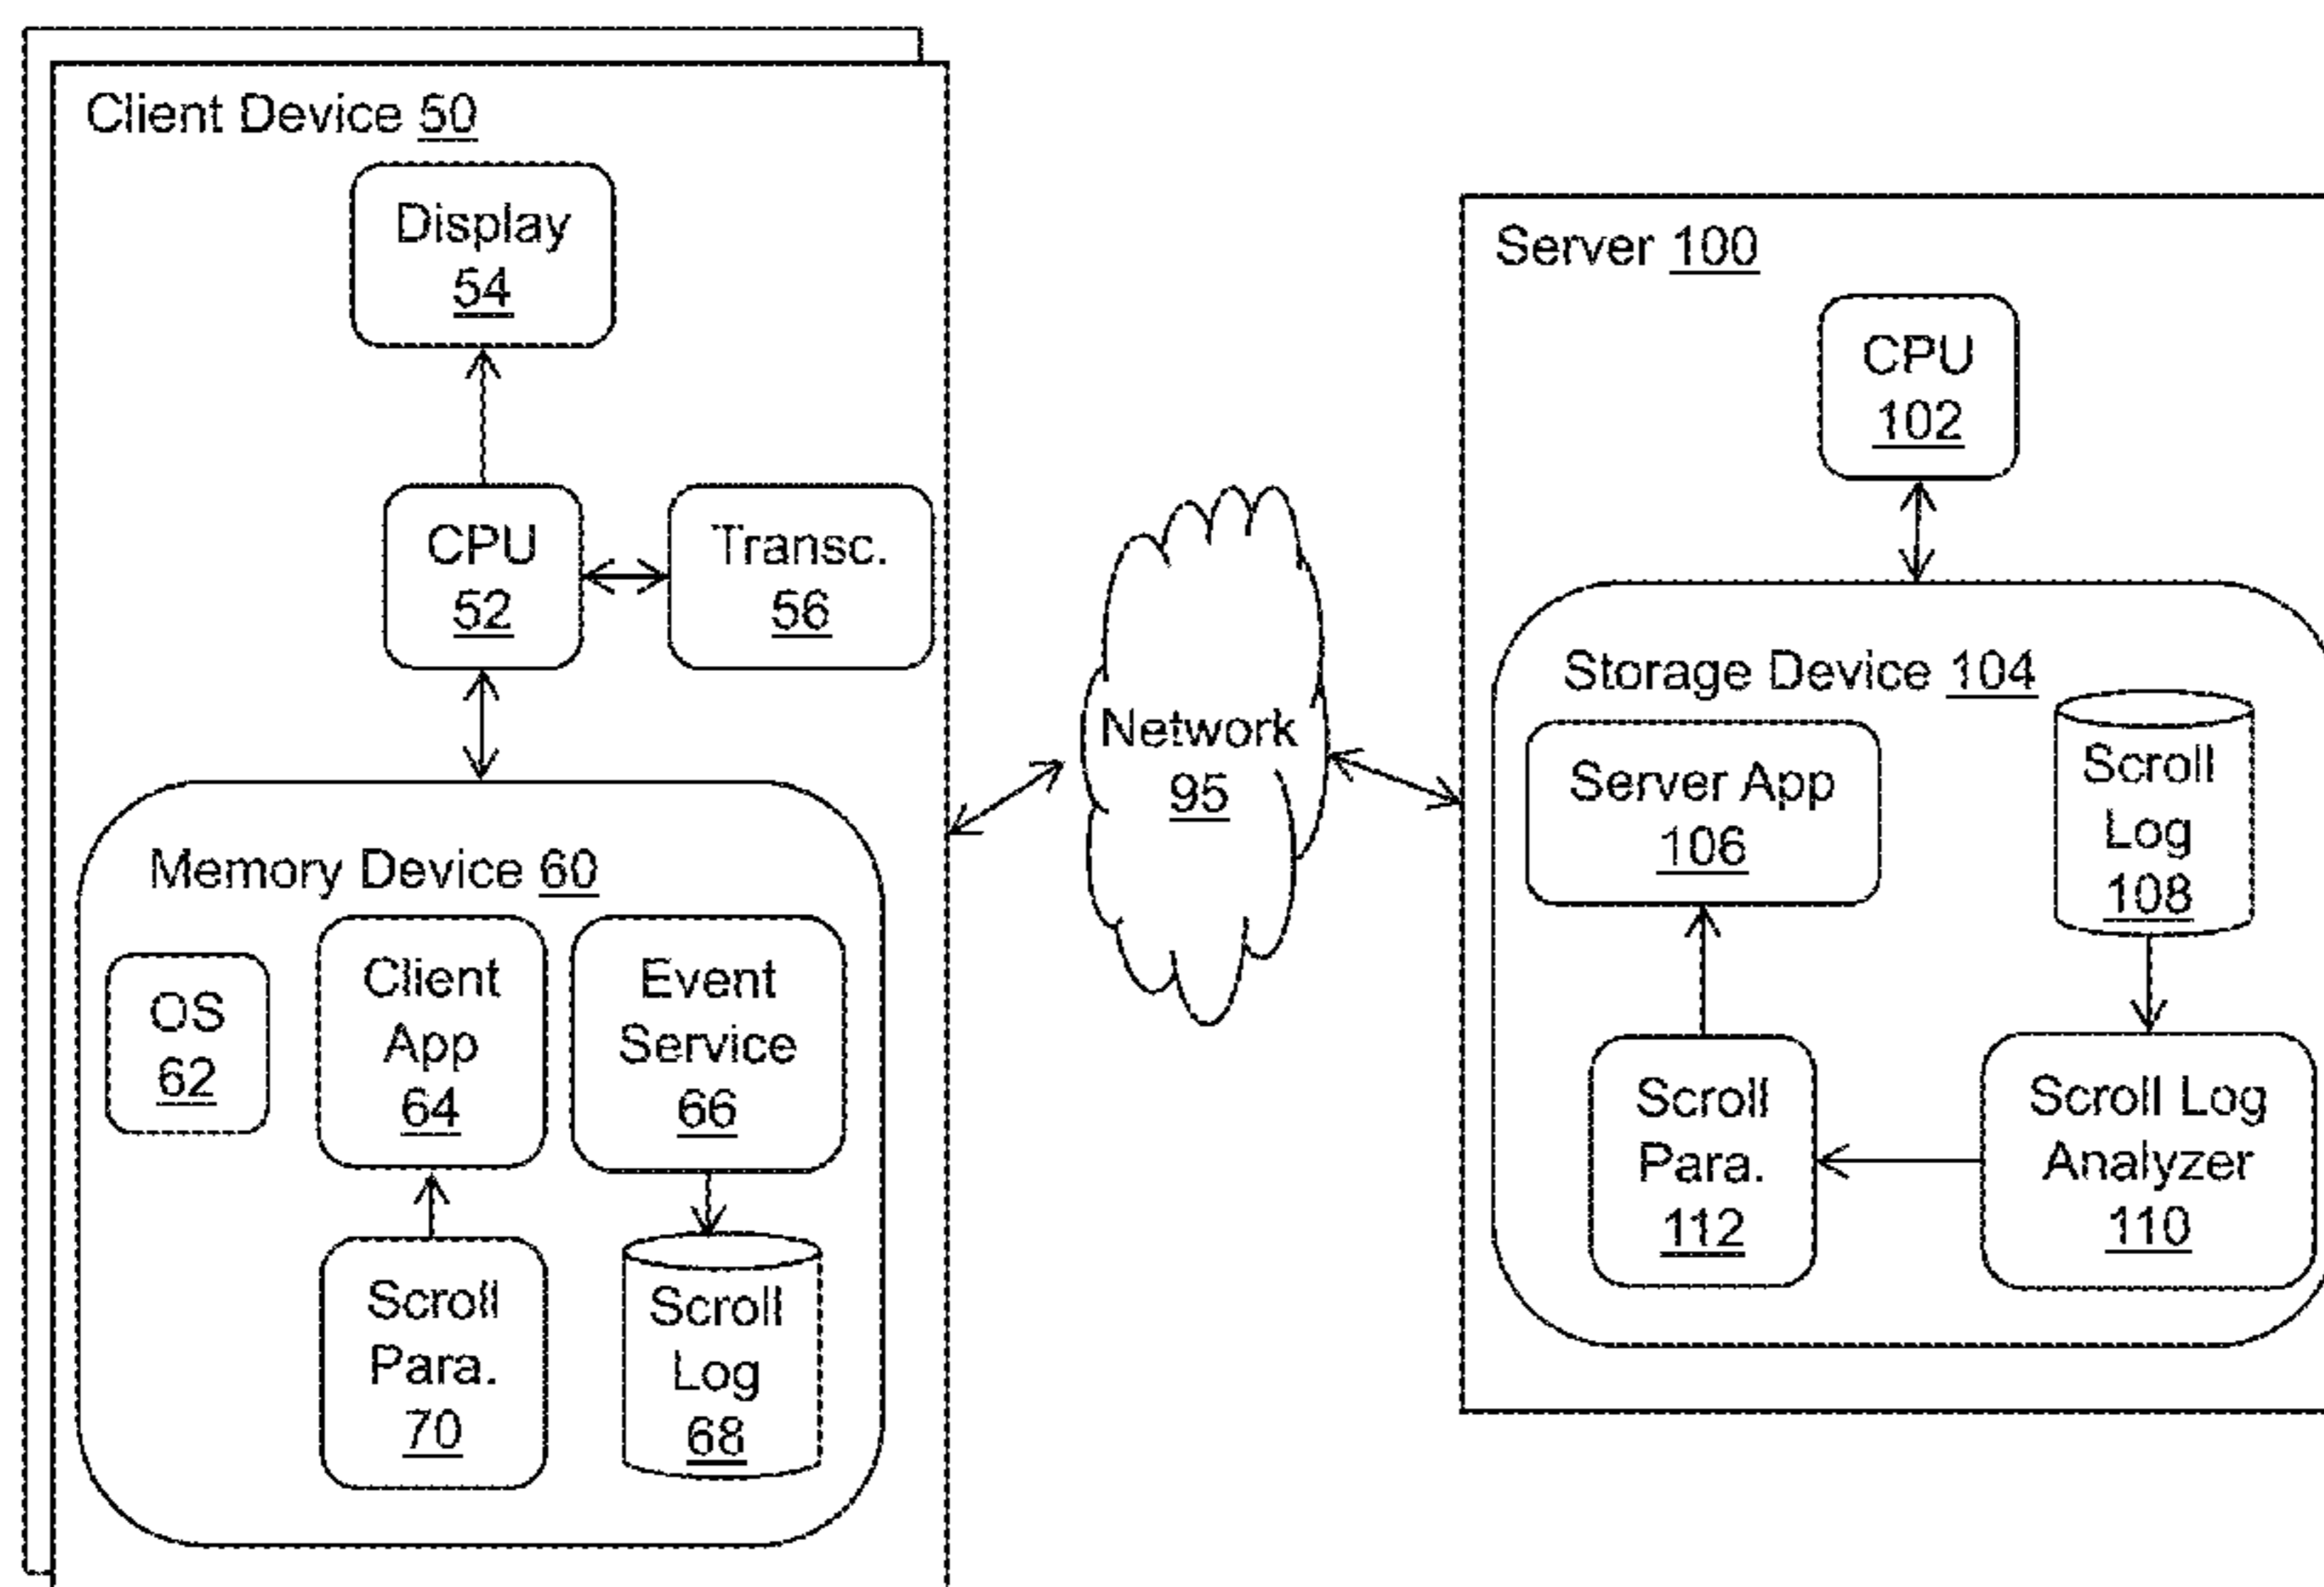 Client Device 50
Display
54
CPU
52
Transc.
56
Memory Device 60
OS
62
Client
App
64
Event
Service
66
Scroll
Para.
70
Scroll
Log
68
Network
95
Server 100
CPU
102
Storage Device 104
Server App
106
Scroll
Log
108
Scroll
Para.
112
Scroll Log
Analyzer
110